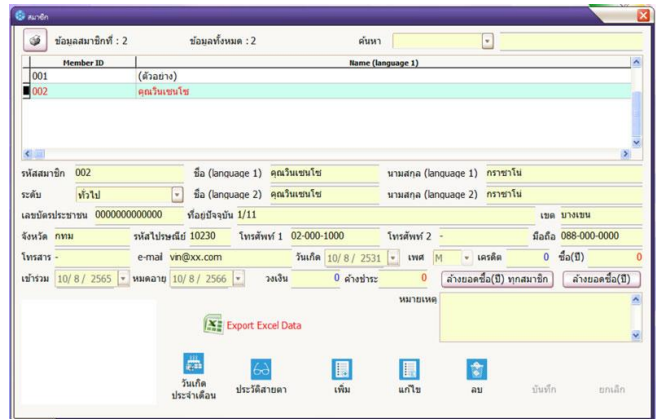 สมาชิก
ข้อมูลสมาชิกที่ : 2 ข้อมูลทั้งหมด : 2 ค้นหา
Member ID Name (language 1)
001 (ตัวอย่าง)
002 คุณวินเซนโซ่
รหัสสมาชิก 002 ชื่อ (language 1) คุณวินเซนโซ่ นามสกุล (language 1) กราซาโน่
ระดับ ทั่วไป ชื่อ (language 2) คุณวินเซนโซ่ นามสกุล (language 2) กราซาโน่
เลขบัตรประชาชน 0000000000000 ที่อยู่ปัจจุบัน 1/11 เขต บางเขน
จังหวัด กทม รหัสไปรษณีย์ 10230 โทรศัพท์ 1 02-000-1000 โทรศัพท์ 2 - มือถือ 088-000-0000
โทรสาร - e-mal vin@xx.com วันเกิด 10/ 8 / 2531 เพศ M เครดิต 0 ซื้อ(ปี) 0
เข้าร่วม 10/ 8 / 2565 หมดอายุ 10/ 8 / 2566 วงเงิน 0 ค้างชำระ 0 ล้างยอดซื้อ(ปี) ทุกสมาชิก ล้างยอดซื้อ(ปี)
หมายเหตุ
Export Excel Data
วันเกิด
ประจำเดือน ประวัติสายตา เพิ่ม แก้ไข ลบ บันทึก ยกเลิก